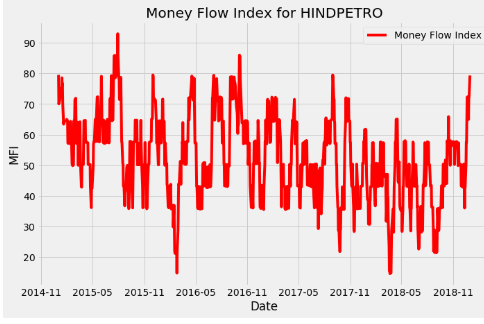 Money Flow Index for HINDPETRO
Money Flow Index
90
80
70
60
50
40
30
20
MFI
2014-11 2015-05 2015-11 2016-05 2016-11 2017-05 2017-11 2018-05 2018-11
Date